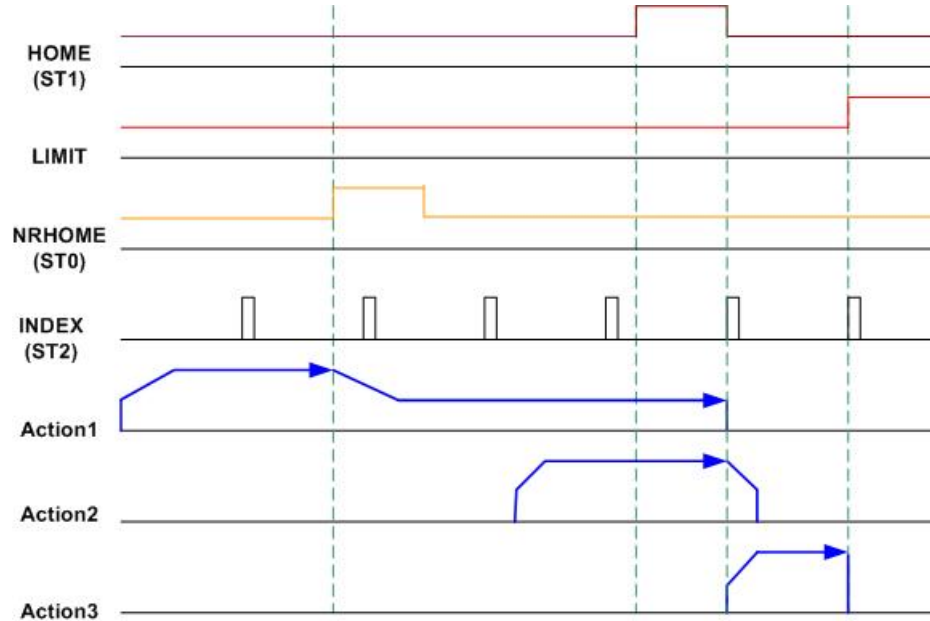 HOME
(ST1)
LIMIT
NRHOME
(ST0)
INDEX
(ST2)
Action1
Action2
Action3